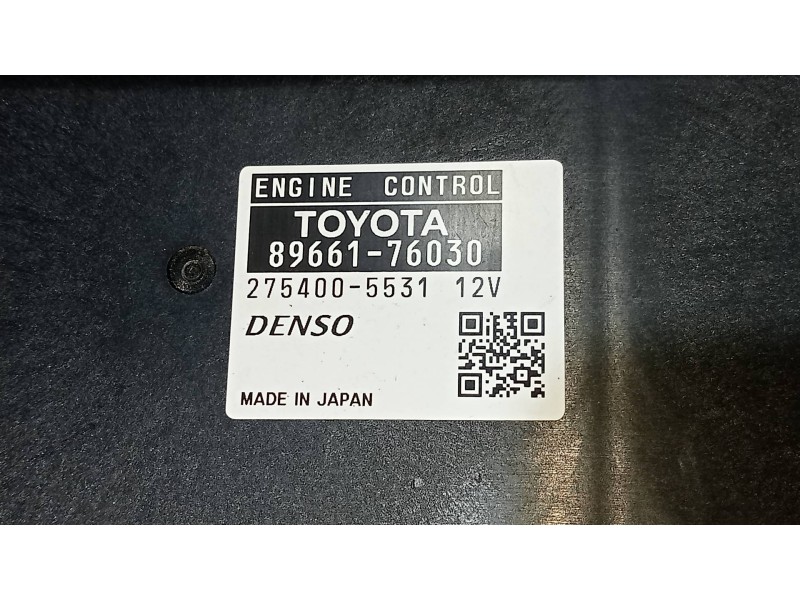 ENGINE CONTROL
TOYOTA
89661-76030
275400-5531 12V
DENSO
MADE IN JAPAN